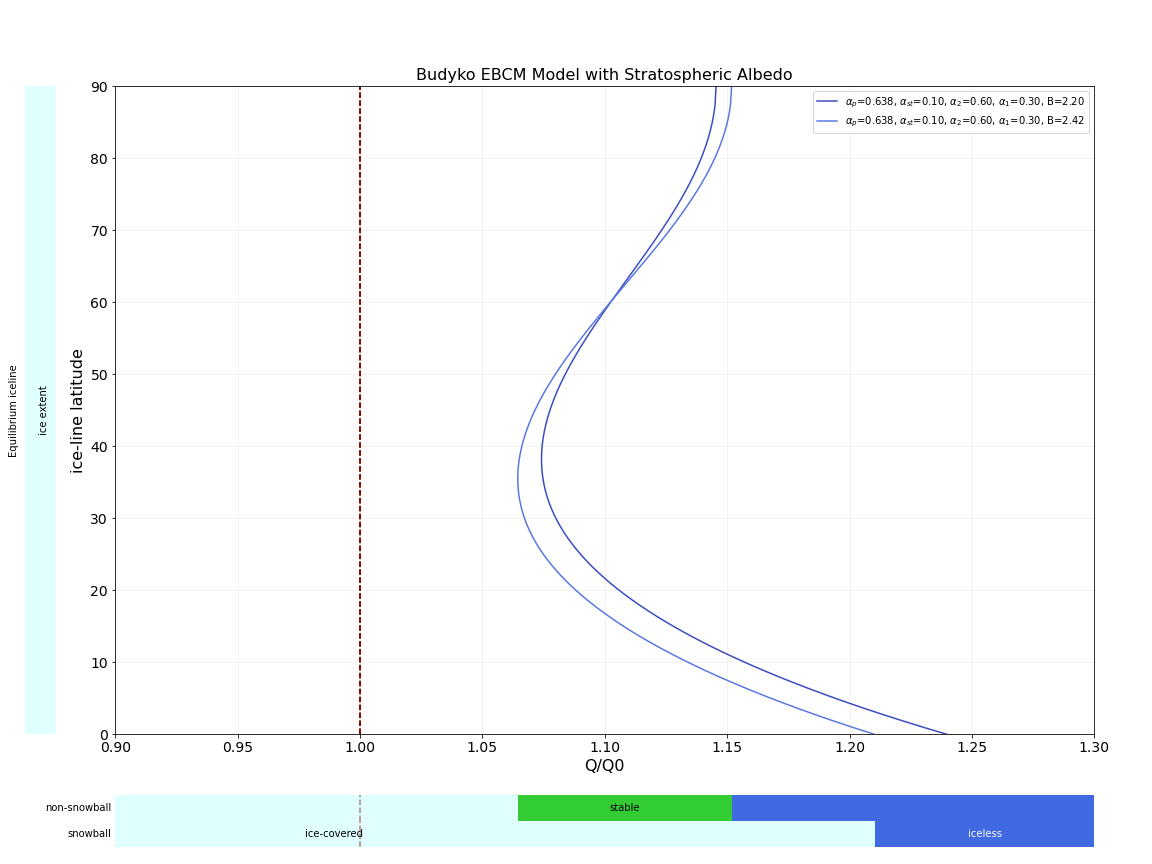 Budyko EBCM Model with Stratospheric Albedo
αp=0.638, αst=0.10, α2=0.60, α1=0.30, B=2.20
αp=0.638, αst=0.10, α2=0.60, α1=0.30, B=2.42
Equilibrium iceline
ice extent
ice-line latitude
90
80
70
60
50
40
30
20
10
0
0.90 0.95 1.00 1.05 1.10 1.15 1.20 1.25 1.30
Q/Q0
non-snowball stable
snowball ice-covered iceless